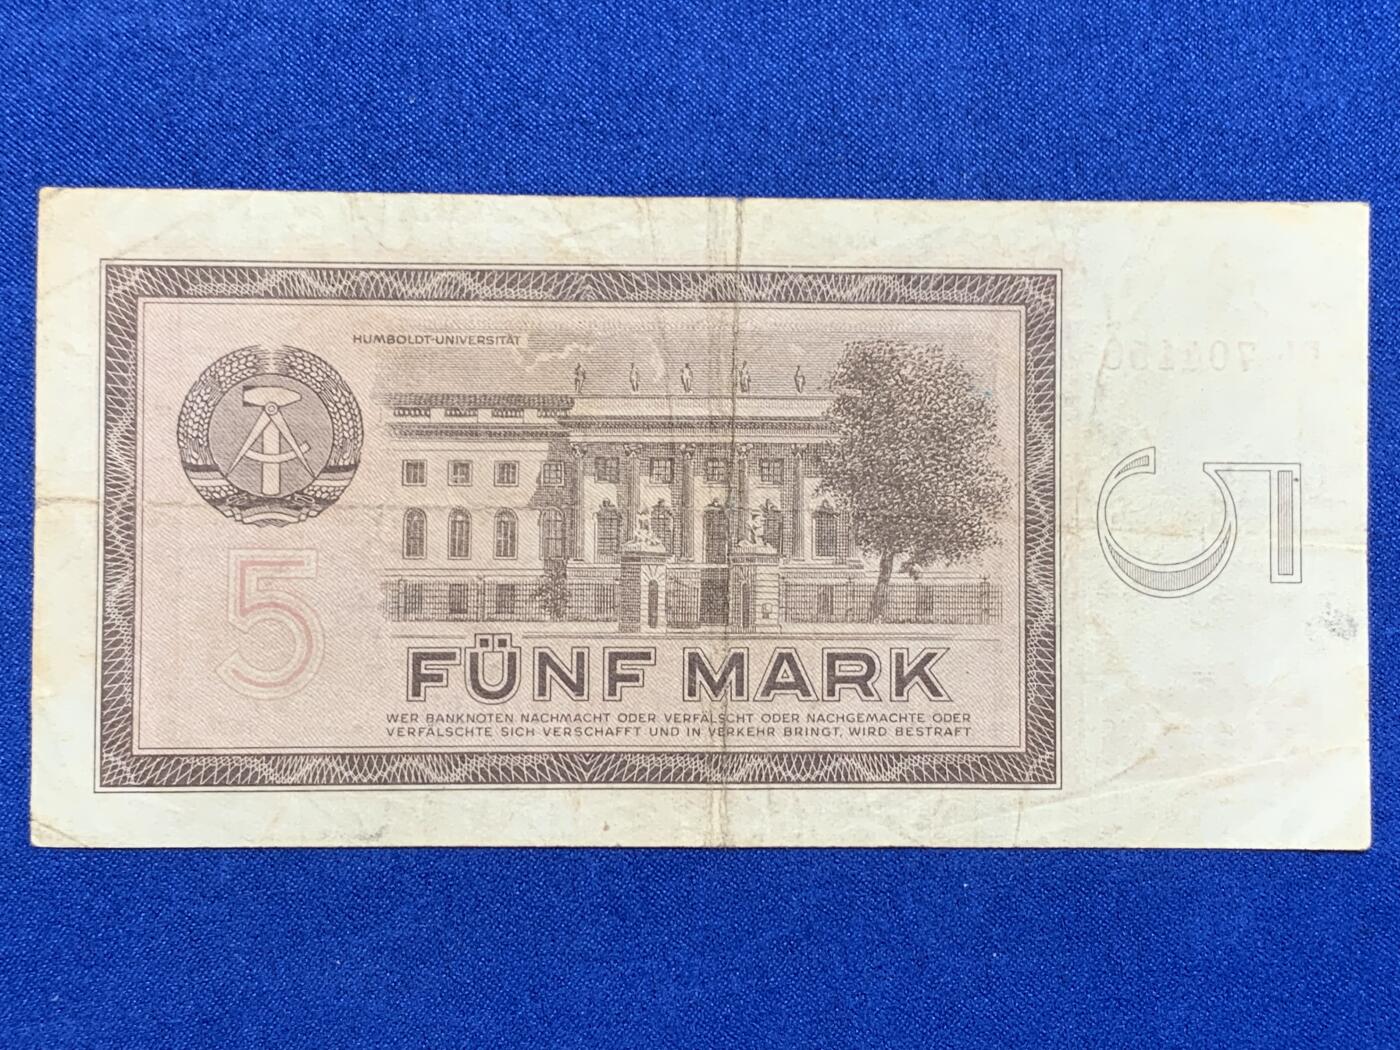 HUMBOLDT-UNIVERSITÄT
5
5
FÜNF MARK
WER BANKNOTEN NACHMACHT ODER VERFÄLSCHT ODER NACHGEMACHTE ODER
VERFÄLSCHTE SICH VERSCHAFFT UND IN VERKEHR BRINGT, WIRD BESTRAFT